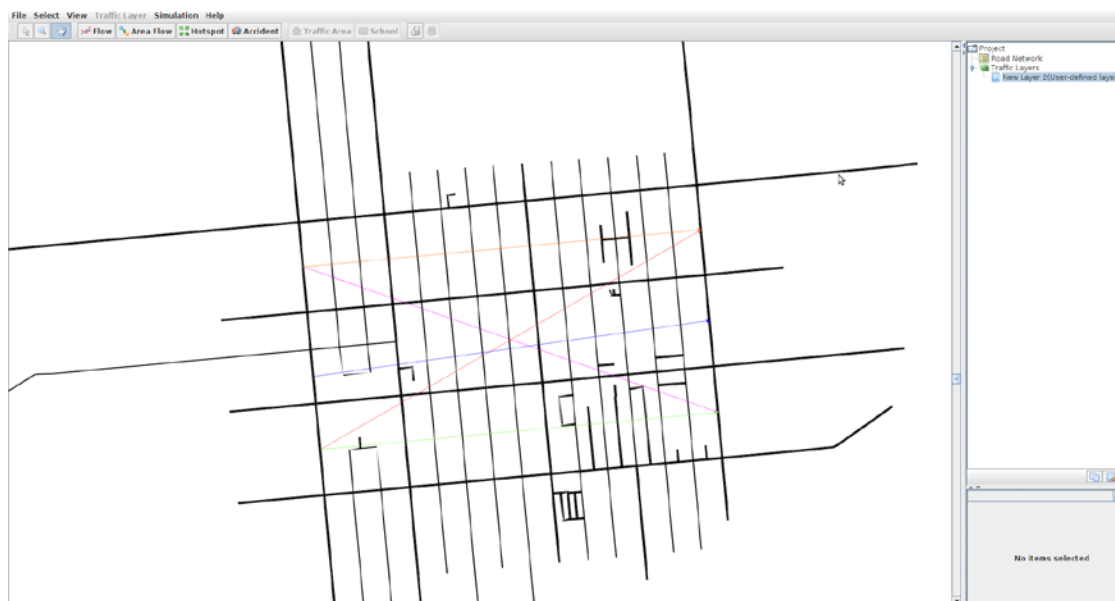 File Select View Traffic Layer Simulation Help
Flow Area Flow Hotspot Accident Traffic Area School
Project
Road Network
Traffic Layers
New Layer 2(User-defined laye
No items selected